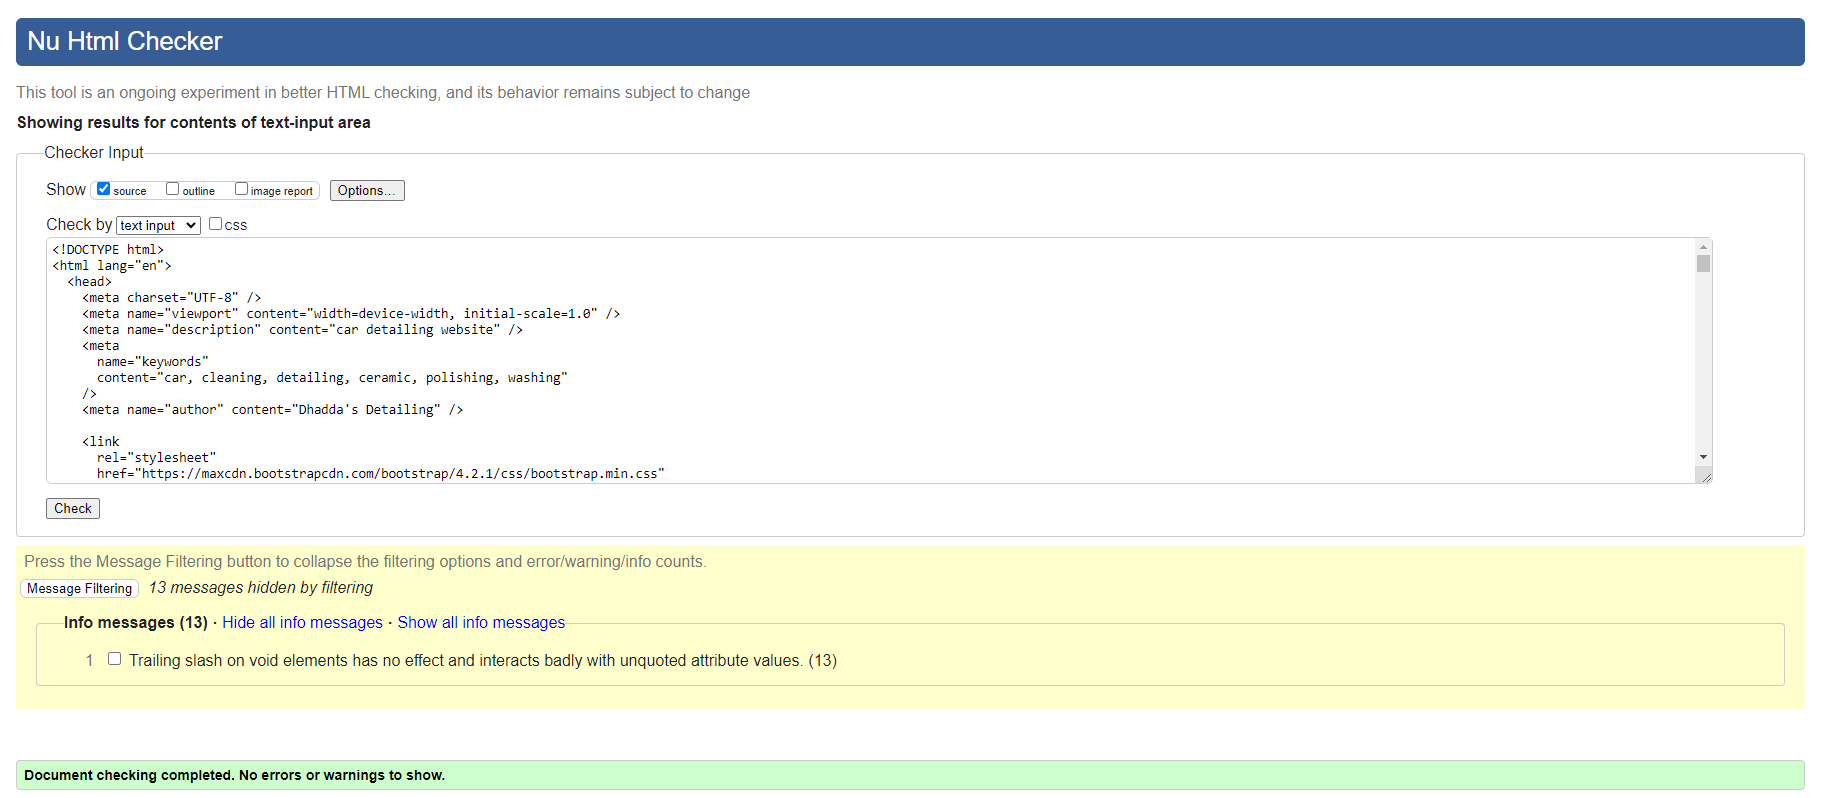 Nu Html Checker
This tool is an ongoing experiment in better HTML checking, and its behavior remains subject to change
Showing results for contents of text-input area
Checker Input
Show source outline image report Options...
Check by text input css
<!DOCTYPE html>
<html lang="en">
  <head>
    <meta charset="UTF-8" />
    <meta name="viewport" content="width=device-width, initial-scale=1.0" />
    <meta name="description" content="car detailing website" />
    <meta
      name="keywords"
      content="car, cleaning, detailing, ceramic, polishing, washing"
    />
    <meta name="author" content="Dhadda's Detailing" />
    <link
      rel="stylesheet"
      href="https://maxcdn.bootstrapcdn.com/bootstrap/4.2.1/css/bootstrap.min.css"
Check
Press the Message Filtering button to collapse the filtering options and error/warning/info counts.
Message Filtering 13 messages hidden by filtering
Info messages (13) · Hide all info messages · Show all info messages
1 Trailing slash on void elements has no effect and interacts badly with unquoted attribute values. (13)
Document checking completed. No errors or warnings to show.